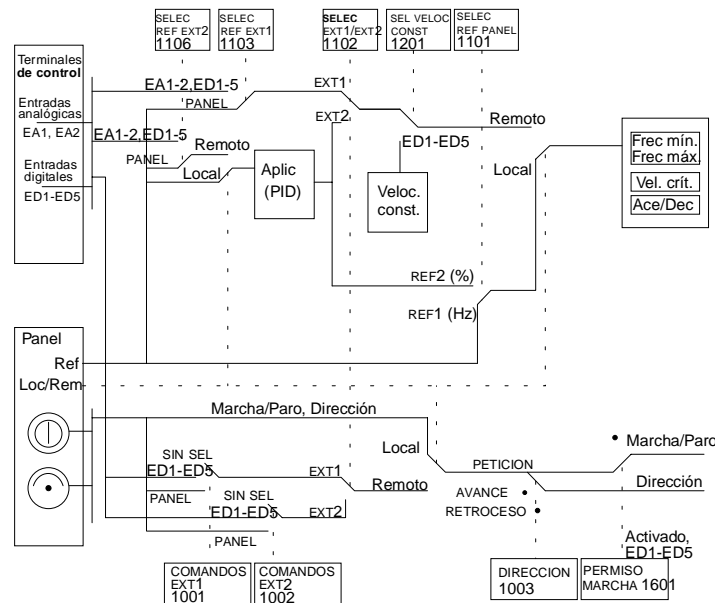 SELEC
REF EXT2
1106
SELEC
REF EXT1
1103
SELEC
EXT1/EXT2
1102
SEL VELOC
CONST
1201
SELEC
REF PANEL
1101
Terminales
de control
Entradas
analógicas
EA1, EA2
Entradas
digitales
ED1-ED5
EA1-2,ED1-5
PANEL
EXT1
EXT2
EA1-2,ED1-5
Remoto
PANEL
Local
Aplic
(PID)
ED1-ED5
Veloc.
const.
Remoto
Local
Frec mín.
Frec máx.
Vel. crít.
Ace/Dec
REF2 (%)
REF1 (Hz)
Panel
Ref
Loc/Rem
Marcha/Paro, Dirección
SIN SEL
ED1-ED5
PANEL
EXT1
SIN SEL
ED1-ED5
PANEL
EXT2
Remoto
Local
PETICION
AVANCE
RETROCESO
Marcha/Paro
Dirección
Activado,
ED1-ED5
COMANDOS
EXT1
1001
COMANDOS
EXT2
1002
DIRECCION
1003
PERMISO
MARCHA 1601